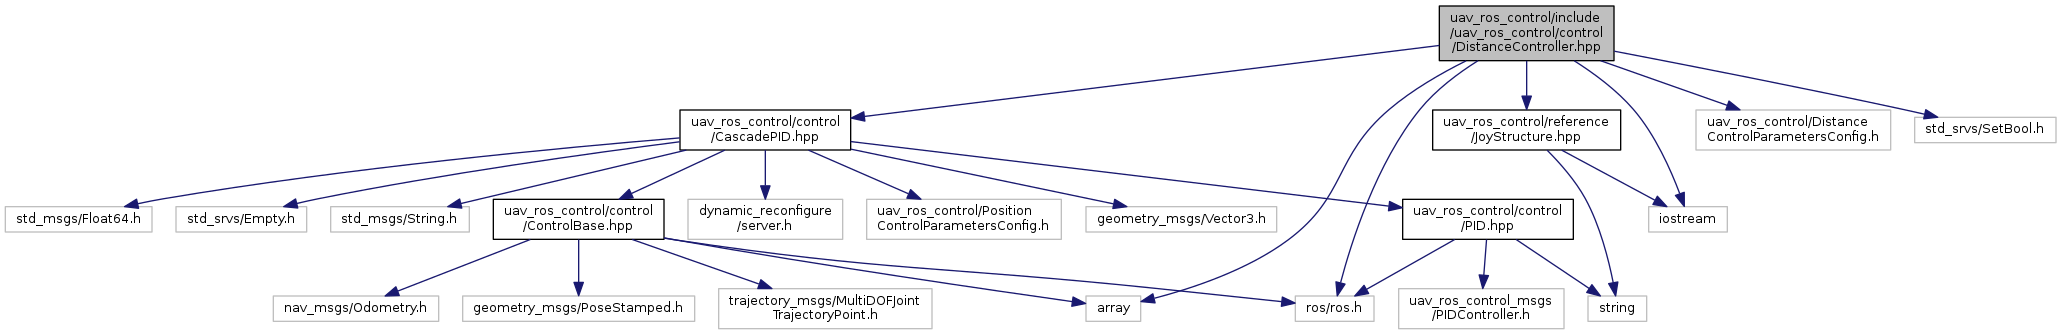 uav_ros_control/include
/uav_ros_control/control
/DistanceController.hpp
uav_ros_control/control
/CascadePID.hpp
uav_ros_control/reference
/JoyStructure.hpp
uav_ros_control/Distance
ControlParametersConfig.h
std_srvs/SetBool.h
std_msgs/Float64.h
std_srvs/Empty.h
std_msgs/String.h
uav_ros_control/control
/ControlBase.hpp
dynamic_reconfigure
/server.h
uav_ros_control/Position
ControlParametersConfig.h
geometry_msgs/Vector3.h
uav_ros_control/control
/PID.hpp
iostream
nav_msgs/Odometry.h
geometry_msgs/PoseStamped.h
trajectory_msgs/MultiDOFJoint
TrajectoryPoint.h
array
ros/ros.h
uav_ros_control_msgs
/PIDController.h
string